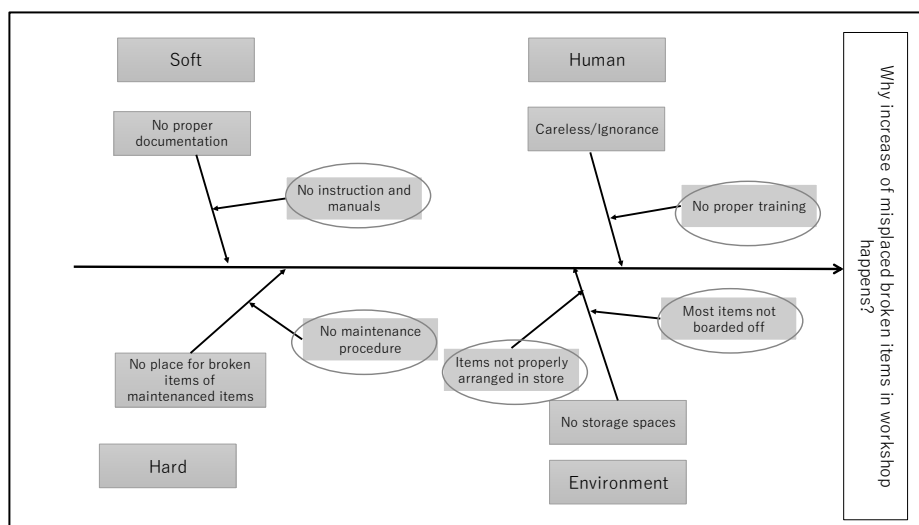 Soft
Human
No proper
documentation
Careless/Ignorance
No instruction and
manuals
No proper training
No maintenance
procedure
Most items not
boarded off
No place for broken
items of
maintenanced items
Items not properly
arranged in store
No storage spaces
Hard
Environment
Why increase of misplaced broken items in workshop
happens?